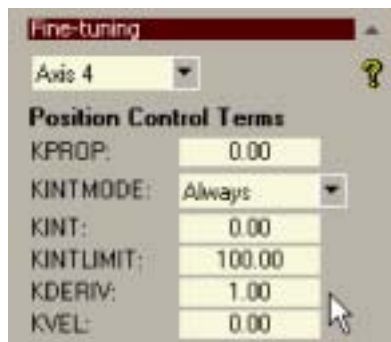 Fine-tuning
Axis 4
Position Control Terms
KPROP: 0.00
KINTMODE: Always
KINT: 0.00
KINTLIMIT: 100.00
KDERIV: 1.00
KVEL: 0.00